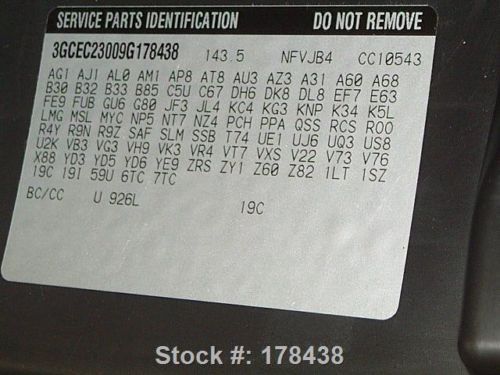 SERVICE PARTS IDENTIFICATION DO NOT REMOVE
3GCEC23009G178438 143.5 NFVJB4 CC10543
AG1 AJ1 AL0 AM1 AP8 AT8 AU3 AZ3 A31 A60 A68
B30 B32 B33 B85 C5U C67 DH6 DK8 DL8 EF7 E63
FE9 FUB GU6 G80 JF3 JL4 KC4 KG3 KNP K34 K5L
LMG MSL MYC NP5 NT7 NZ4 PCH PPA QSS RCS R00
R4Y R9N R9Z SAF SLM SSB T74 UE1 UJ6 UQ3 US8
U2K VB3 VG3 VH9 VK3 VR4 VT7 VXS V22 V73 V76
X88 YD3 YD5 YD6 YE9 ZRS ZY1 Z60 Z82 1LT 1SZ
19C 19I 59U 6TC 7TC
BC/CC U 926L 19C
Stock #: 178438